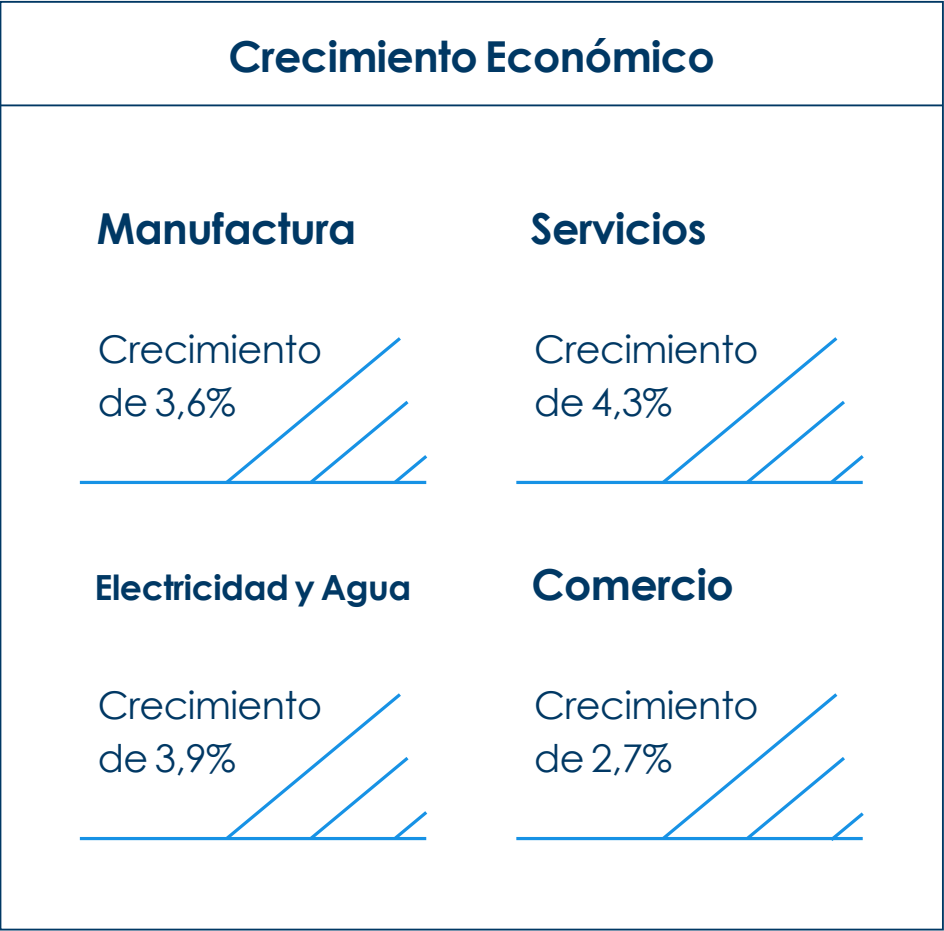 Crecimiento Económico
Manufactura
Crecimiento
de 3,6%
Servicios
Crecimiento
de 4,3%
Electricidad y Agua
Crecimiento
de 3,9%
Comercio
Crecimiento
de 2,7%